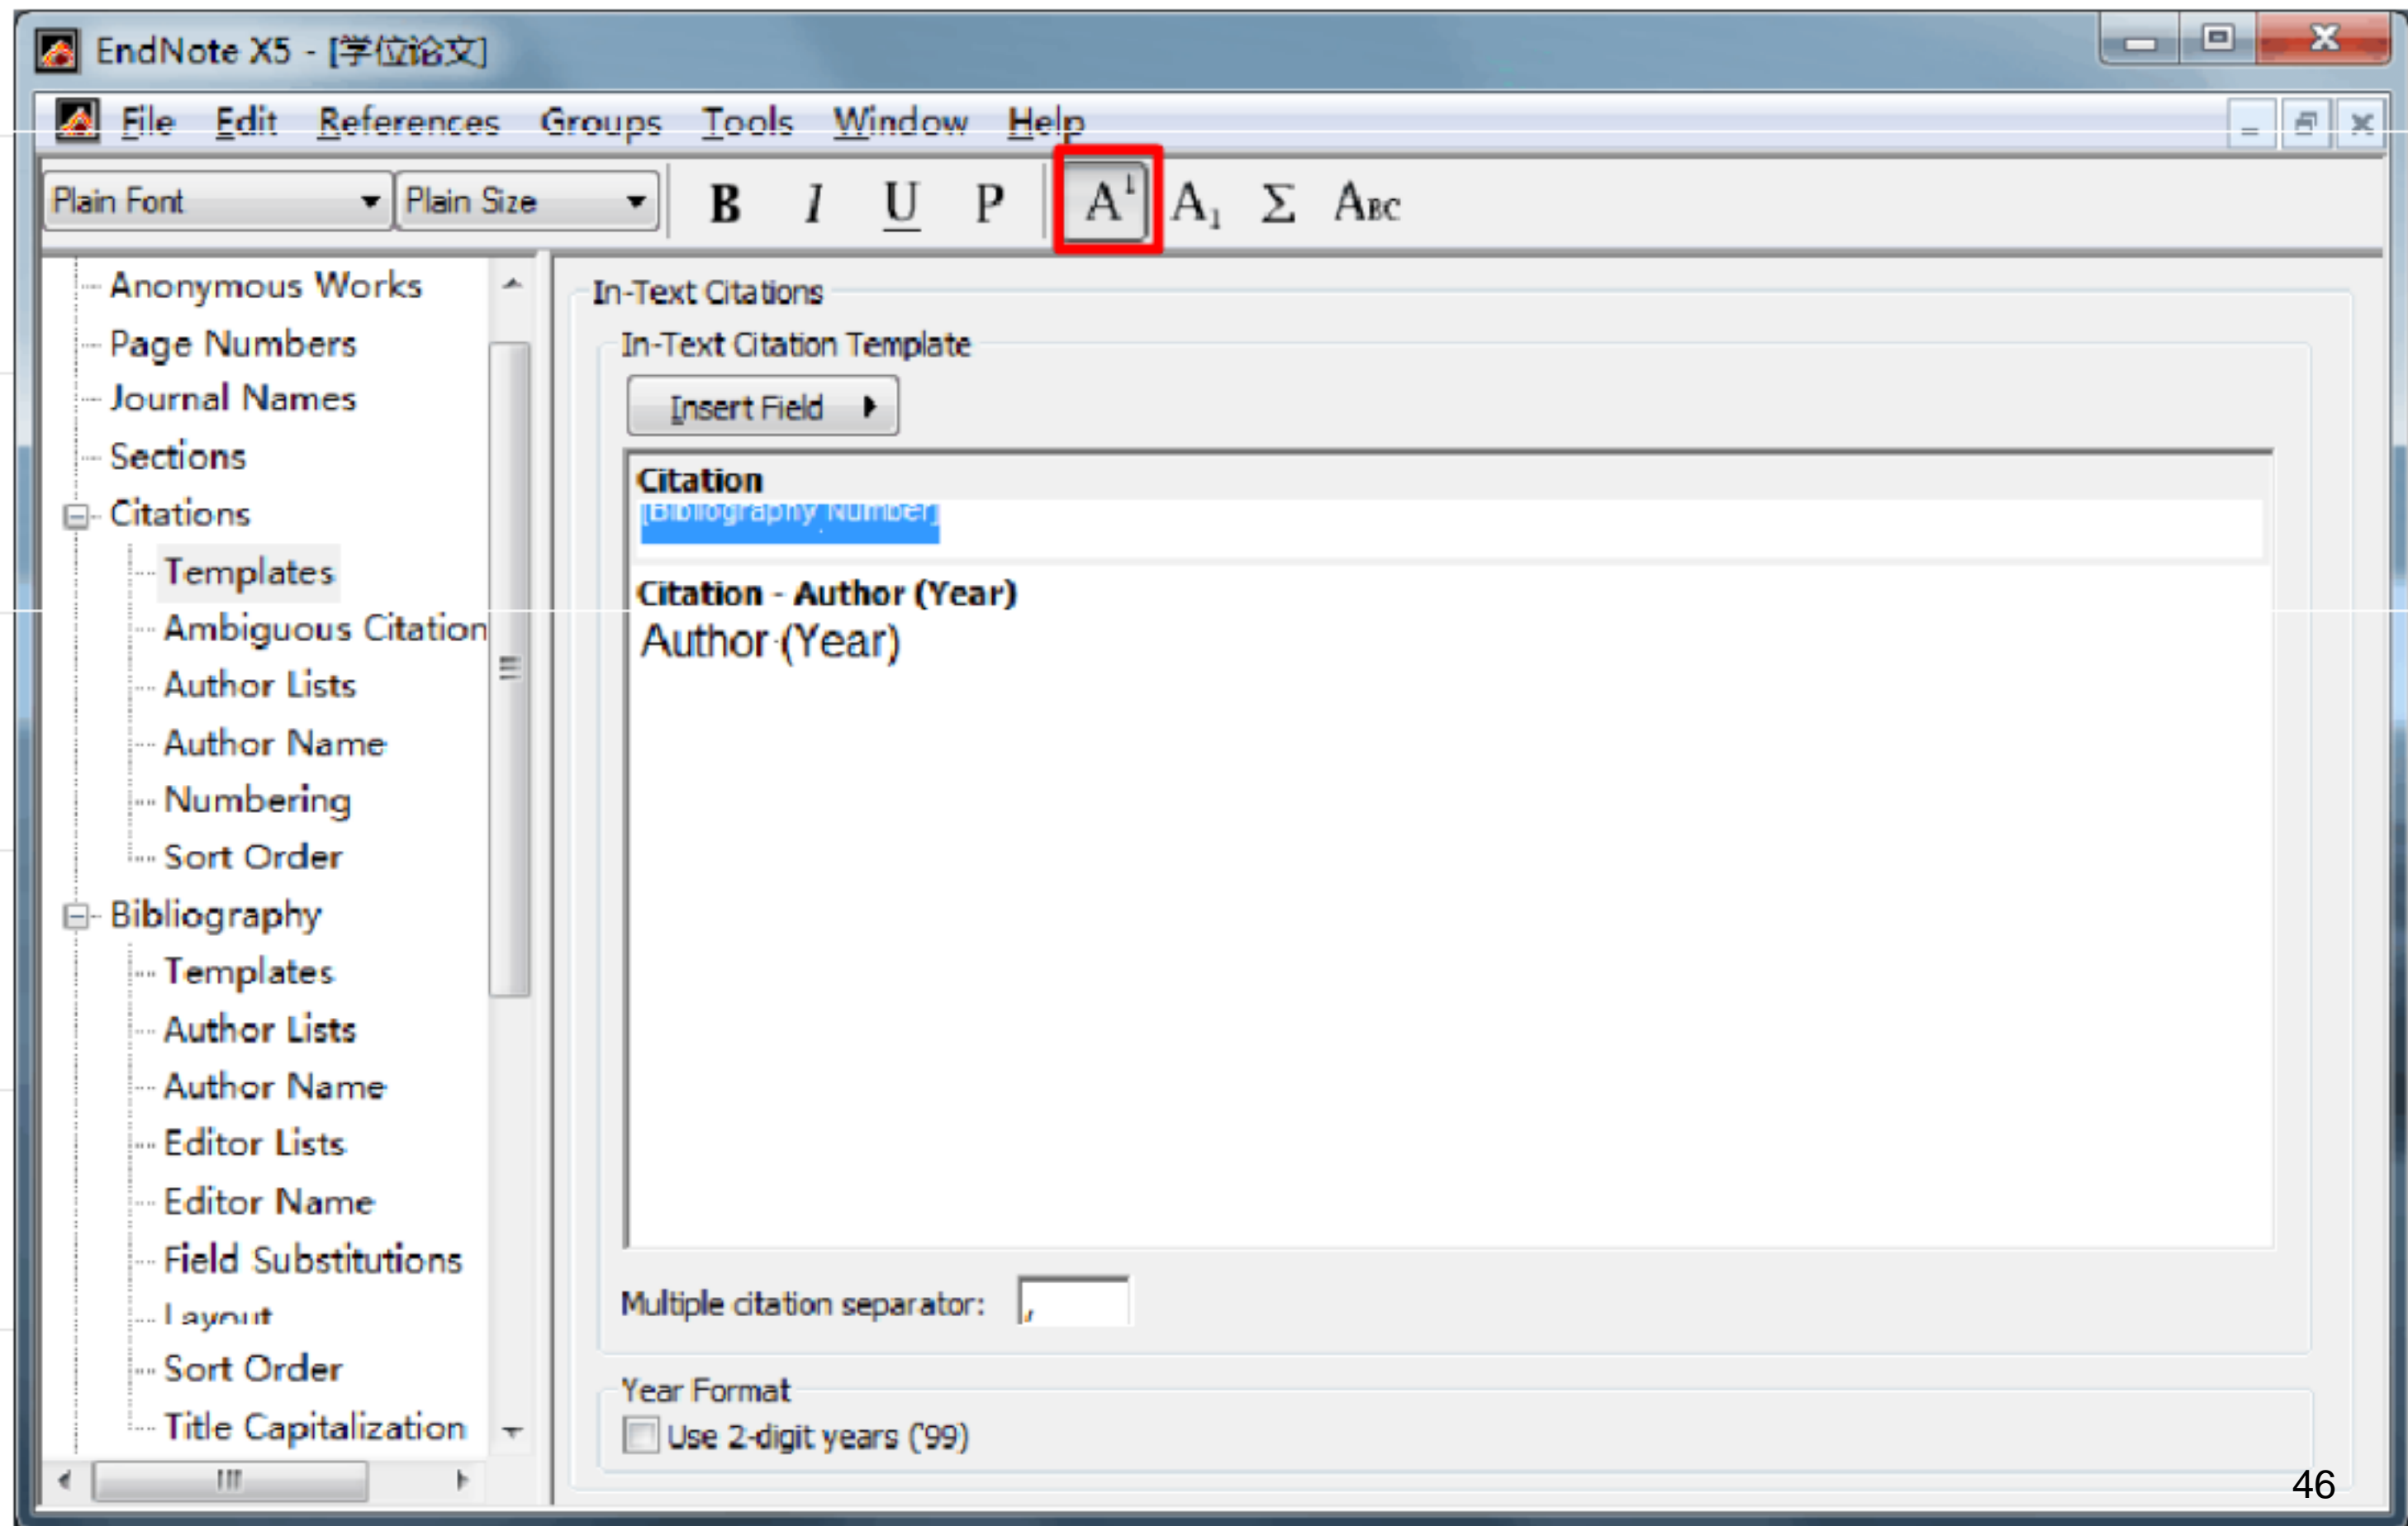 EndNote X5 - [学位论文]
File Edit References Groups Tools Window Help
Plain Font Plain Size B I U P A¹ A₁ Σ ABC
Anonymous Works
Page Numbers
Journal Names
Sections
Citations
Templates
Ambiguous Citation
Author Lists
Author Name
Numbering
Sort Order
Bibliography
Templates
Author Lists
Author Name
Editor Lists
Editor Name
Field Substitutions
Layout
Sort Order
Title Capitalization
In-Text Citations
In-Text Citation Template
Insert Field
Citation
[Bibliography Number]
Citation - Author (Year)
Author (Year)
Multiple citation separator: ,
Year Format
Use 2-digit years ('99)
46